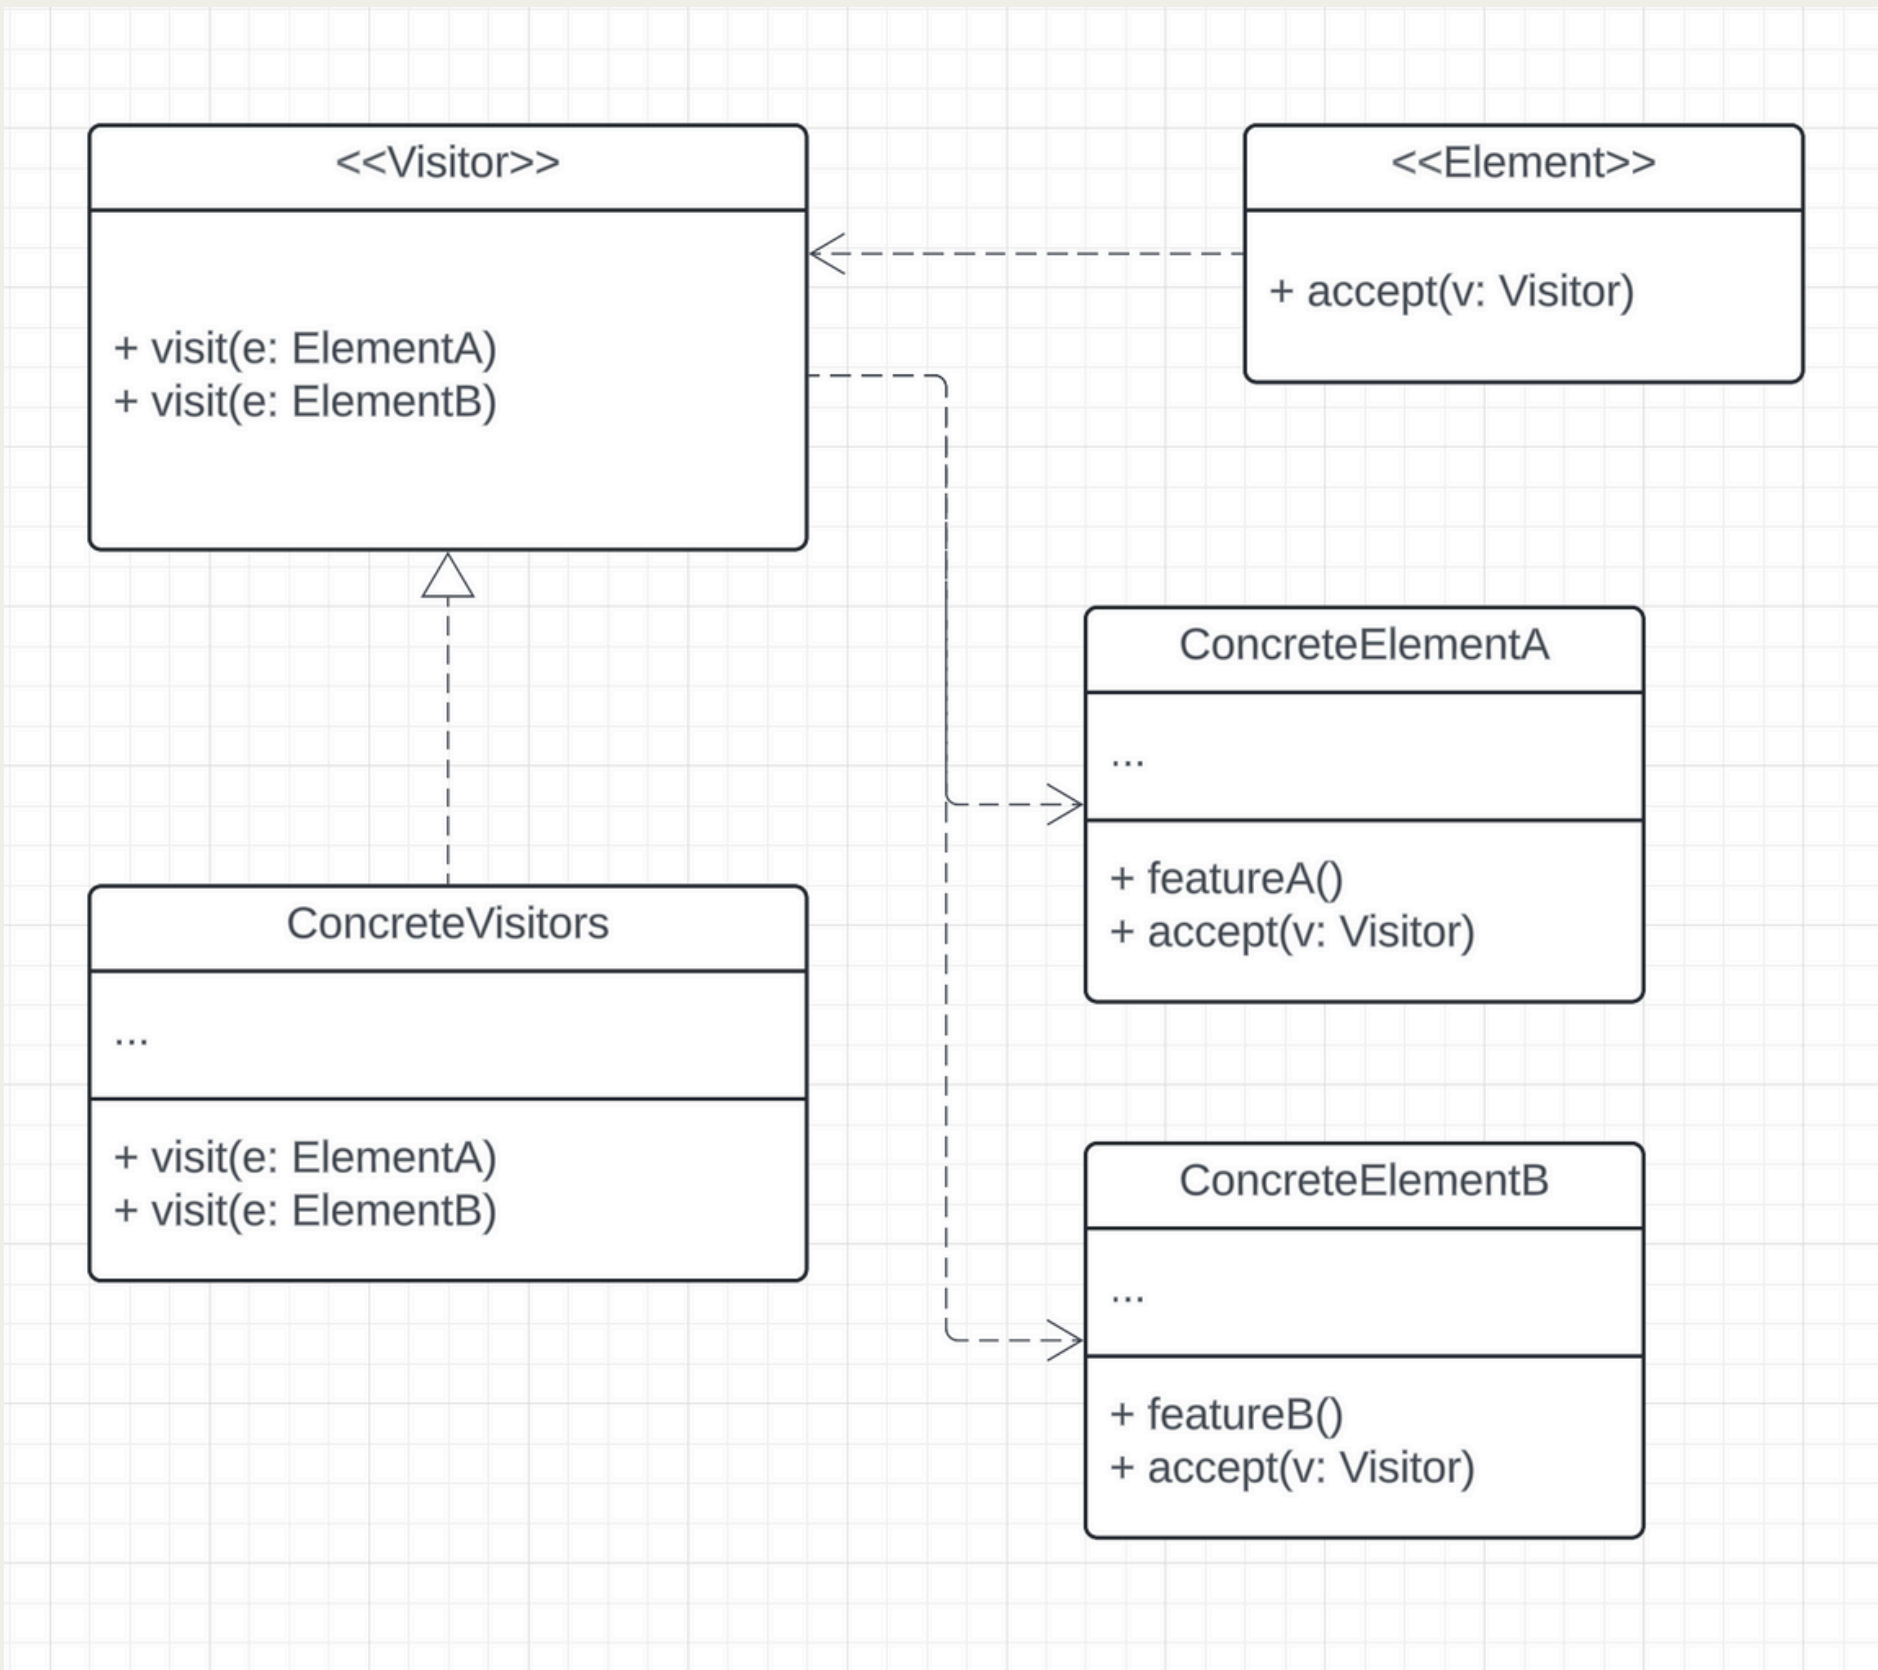 <<Visitor>>
+ visit(e: ElementA)
+ visit(e: ElementB)
<<Element>>
+ accept(v: Visitor)
ConcreteElementA
...
+ featureA()
+ accept(v: Visitor)
ConcreteVisitors
...
+ visit(e: ElementA)
+ visit(e: ElementB)
ConcreteElementB
...
+ featureB()
+ accept(v: Visitor)